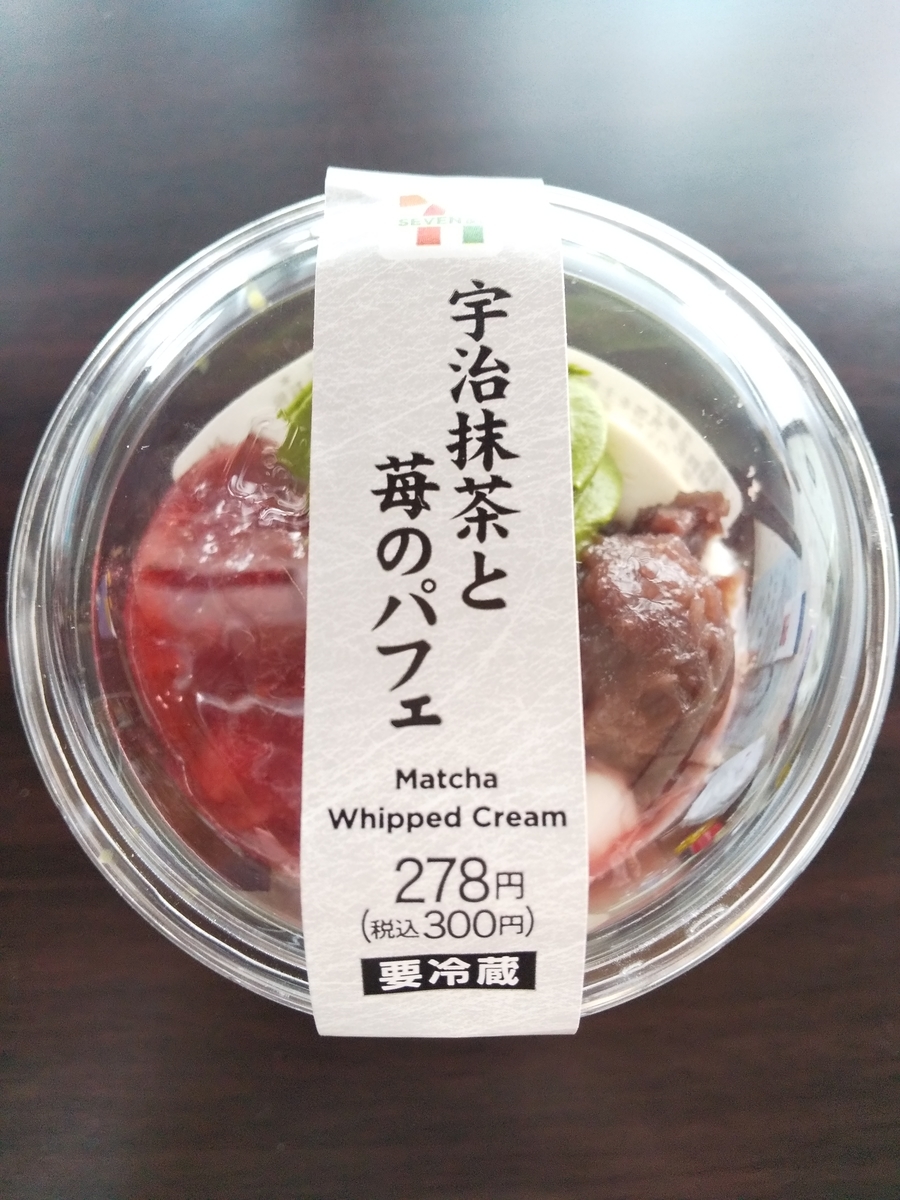 SEVEN
宇治抹茶と
苺のパフェ
Matcha
Whipped Cream
278円
(税込300円)
要冷蔵